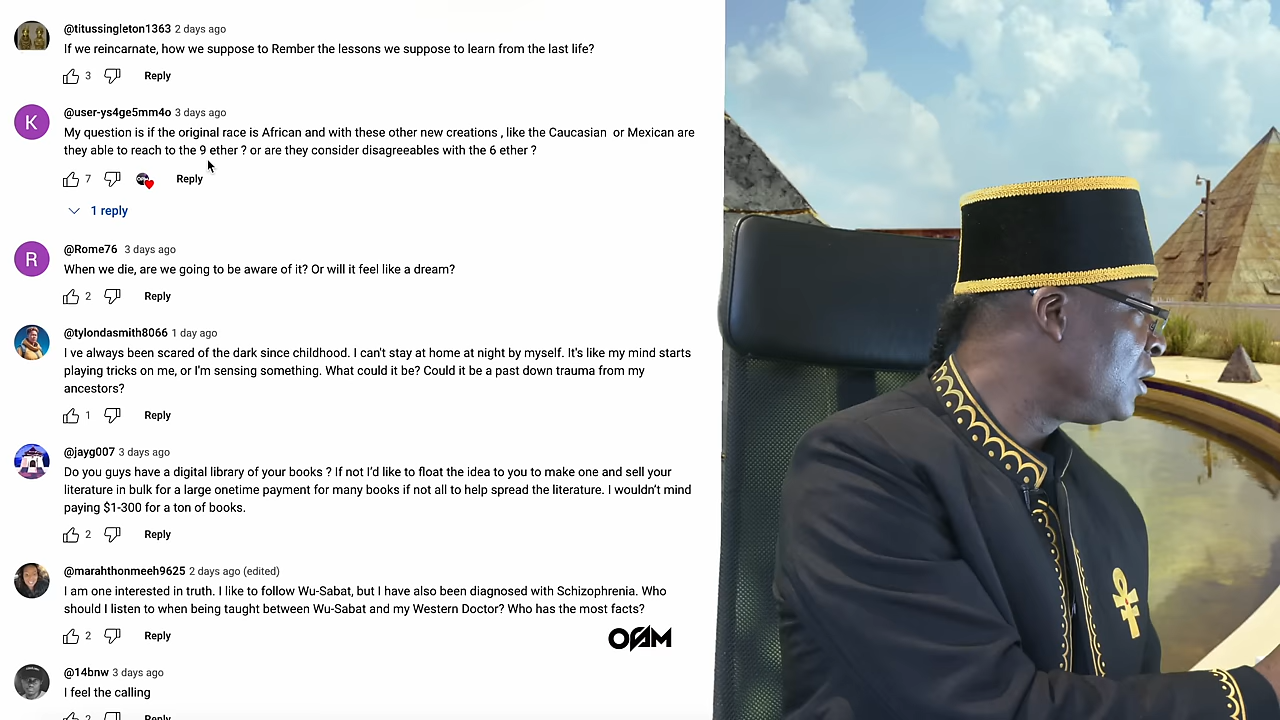 @titussingleton1363 2 days ago
If we reincarnate, how we suppose to Rember the lessons we suppose to learn from the last life?
3 Reply
K
@user-ys4ge5mm4o 3 days ago
My question is if the original race is African and with these other new creations , like the Caucasian or Mexican are
they able to reach to the 9 ether ? or are they consider disagreeables with the 6 ether ?
7 Reply
1 reply
R
@Rome76 3 days ago
When we die, are we going to be aware of it? Or will it feel like a dream?
2 Reply
@tylondasmith8066 1 day ago
I ve always been scared of the dark since childhood. I can't stay at home at night by myself. It's like my mind starts
playing tricks on me, or I'm sensing something. What could it be? Could it be a past down trauma from my
ancestors?
1 Reply
@jayg007 3 days ago
Do you guys have a digital library of your books ? If not I'd like to float the idea to you to make one and sell your
literature in bulk for a large onetime payment for many books if not all to help spread the literature. I wouldn't mind
paying $1-300 for a ton of books.
2 Reply
@marahthonmeeh9625 2 days ago (edited)
I am one interested in truth. I like to follow Wu-Sabat, but I have also been diagnosed with Schizophrenia. Who
should I listen to when being taught between Wu-Sabat and my Western Doctor? Who has the most facts?
2 Reply
@14bnw 3 days ago
I feel the calling
2 Reply